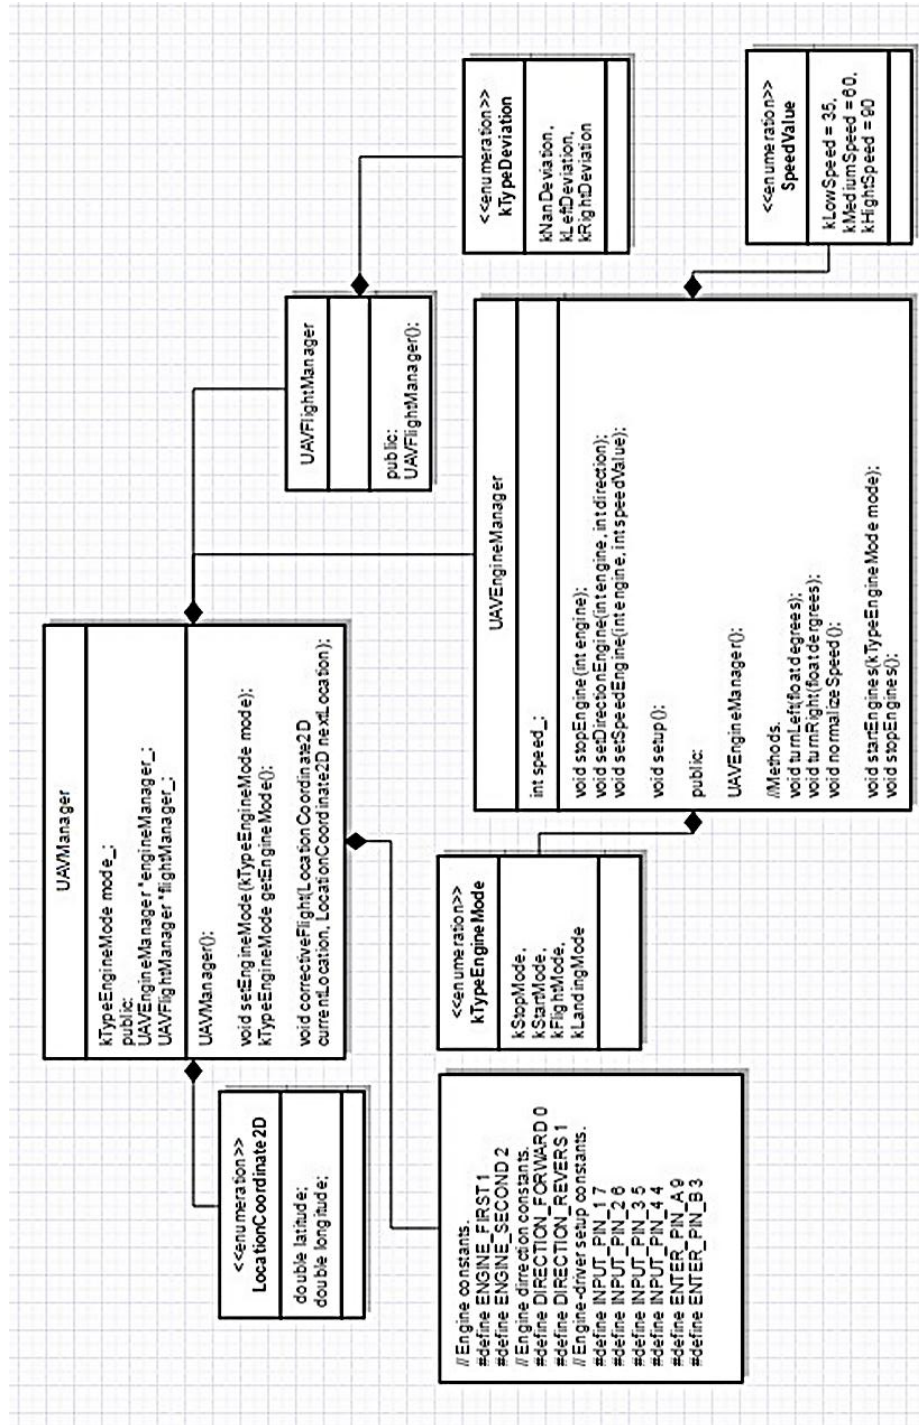 UAVManager
kTypeEngineMode mode_;
public:
UAVEngineManager *engineManager_;
UAVFlightManager *flightManager_;
UAVManager();
void setEngineMode(kTypeEngineMode mode);
kTypeEngineMode getEngineMode();
void correctiveFlight(LocationCoordinate2D
currentLocation, LocationCoordinate2D nextLocation);
<<enumeration>>
LocationCoordinate2D
double latitude;
double longitude;
UAVFlightManager
public:
UAVFlightManager();
<<enumeration>>
kTypeDeviation
kNanDeviation,
kLeftDeviation,
kRightDeviation
// Engine constants.
#define ENGINE_FIRST 1
#define ENGINE_SECOND 2
// Engine dirrection constants.
#define DIRECTION_FORWARD 0
#define DIRECTION_REVERS 1
// Engine-driver setup constants.
#define INPUT_PIN_1 7
#define INPUT_PIN_2 6
#define INPUT_PIN_3 5
#define INPUT_PIN_4 4
#define ENTER_PIN_A 9
#define ENTER_PIN_B 3
<<enumeration>>
kTypeEngineMode
kStopMode,
kStartMode,
kFlightMode,
kLandingMode
UAVEngineManager
int speed_;
void stopEngine(int engine);
void setDirectionEngine(int engine, int direction);
void setSpeedEngine(int engine, int speedValue);
void setup();
public:
UAVEngineManager();
//Methods.
void turnLeft(float degrees);
void turnRight(float dergrees);
void normalizeSpeed();
void startEngines(kTypeEngineMode mode);
void stopEngines();
<<enumeration>>
SpeedValue
kLowSpeed = 35,
kMediumSpeed = 60,
kHightSpeed = 90